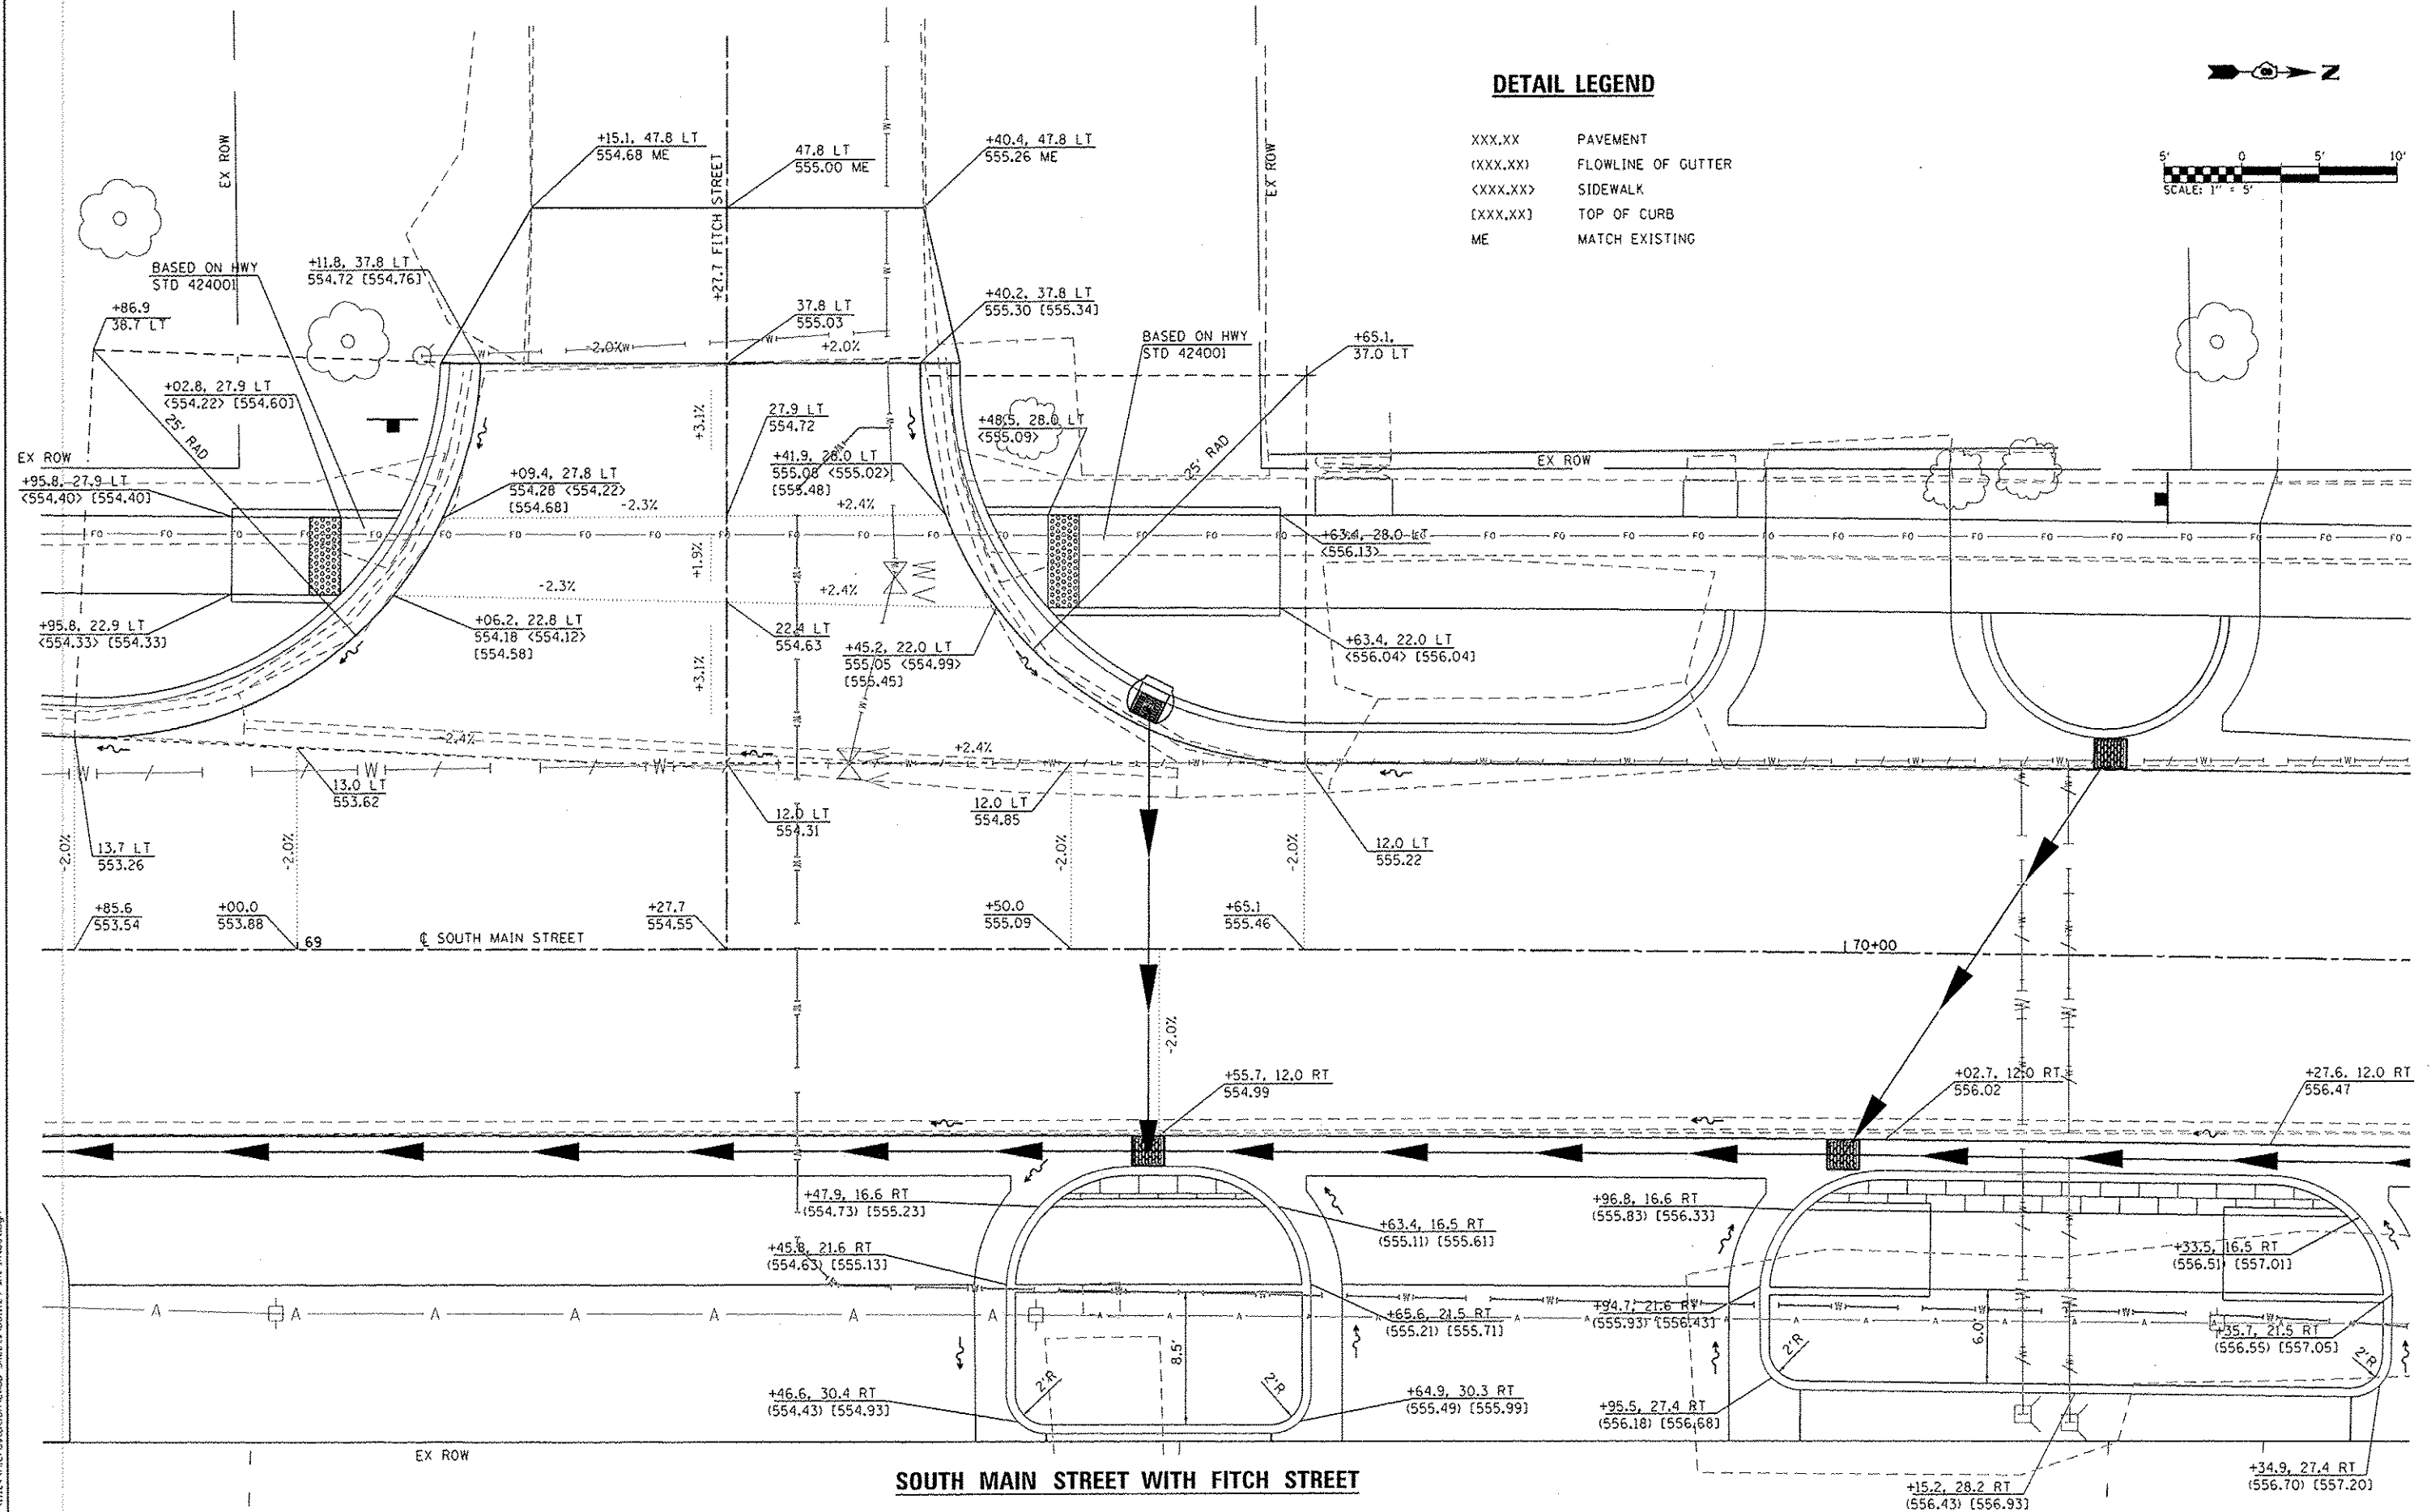 DETAIL LEGEND
XXX.XX PAVEMENT
(XXX.XX) FLOWLINE OF GUTTER
<XXX.XX> SIDEWALK
[XXX.XX] TOP OF CURB
ME MATCH EXISTING
N
5' 0 5' 10'
SCALE: 1" = 5'
EX ROW
+15.1, 47.8 LT
554.68 ME
+27.7 FITCH STREET
47.8 LT
555.00 ME
+40.4, 47.8 LT
555.26 ME
EX ROW
BASED ON HWY
STD 424001
+11.8, 37.8 LT
554.72 [554.76]
+86.9
38.7 LT
37.8 LT
555.03
-2.0%
+2.0%
+40.2, 37.8 LT
555.30 [555.34]
BASED ON HWY
STD 424001
+65.1,
37.0 LT
+02.8, 27.9 LT
<554.22> [554.60]
25' RAD
+3.1%
27.9 LT
554.72
+48.5, 28.0 LT
<555.09>
25' RAD
EX ROW
EX ROW
+95.8, 27.9 LT
<554.40> [554.40]
+09.4, 27.8 LT
554.28 <554.22>
[554.68]
-2.3%
+41.9, 28.0 LT
555.08 <555.02>
[555.48]
+2.4%
FO FO FO FO FO FO
+63.4, 28.0 LT
<556.13>
+1.9%
-2.3%
+2.4%
+95.8, 22.9 LT
<554.33> [554.33]
+06.2, 22.8 LT
554.18 <554.12>
[554.58]
22.4 LT
554.63
+45.2, 22.0 LT
555.05 <554.99>
[555.45]
+63.4, 22.0 LT
<556.04> [556.04]
+3.1%
-2.4%
+2.4%
W W W
13.0 LT
553.62
12.0 LT
554.31
12.0 LT
554.85
12.0 LT
555.22
13.7 LT
553.26
-2.0%
-2.0%
-2.0%
-2.0%
+85.6
553.54
+00.0
553.88
+27.7
554.55
+50.0
555.09
+65.1
555.46
69
℄ SOUTH MAIN STREET
70+00
-2.0%
+55.7, 12.0 RT
554.99
+02.7, 12.0 RT
556.02
+27.6, 12.0 RT
556.47
+47.9, 16.6 RT
(554.73) [555.23]
+63.4, 16.5 RT
(555.11) [555.61]
+96.8, 16.6 RT
(555.83) [556.33]
+33.5, 16.5 RT
(556.51) [557.01]
+45.8, 21.6 RT
(554.63) [555.13]
+65.6, 21.5 RT
(555.21) [555.71]
+94.7, 21.6 RT
(555.93) [556.43]
+35.7, 21.5 RT
(556.55) [557.05]
A A A A A A A
8.5'
6.0'
2'R
2'R
2'R
2'R
+46.6, 30.4 RT
(554.43) [554.93]
+64.9, 30.3 RT
(555.49) [555.99]
+95.5, 27.4 RT
(556.18) [556.68]
+34.9, 27.4 RT
(556.70) [557.20]
+15.2, 28.2 RT
(556.43) [556.93]
EX ROW
SOUTH MAIN STREET WITH FITCH STREET